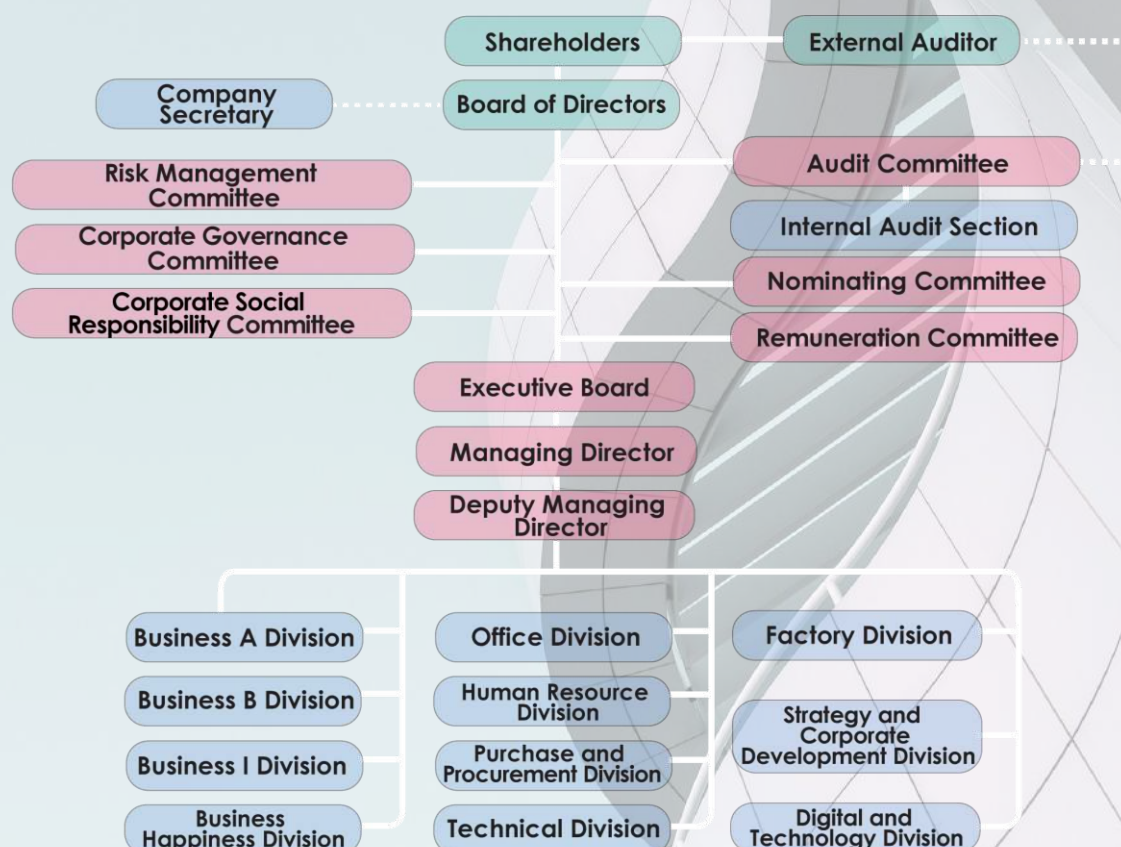 Shareholders
External Auditor
Company
Secretary
Board of Directors
Risk Management
Committee
Audit Committee
Corporate Governance
Committee
Internal Audit Section
Corporate Social
Responsibility Committee
Nominating Committee
Remuneration Committee
Executive Board
Managing Director
Deputy Managing
Director
Business A Division
Office Division
Factory Division
Business B Division
Human Resource
Division
Strategy and
Corporate
Development Division
Business I Division
Purchase and
Procurement Division
Business
Happiness Division
Technical Division
Digital and
Technology Division